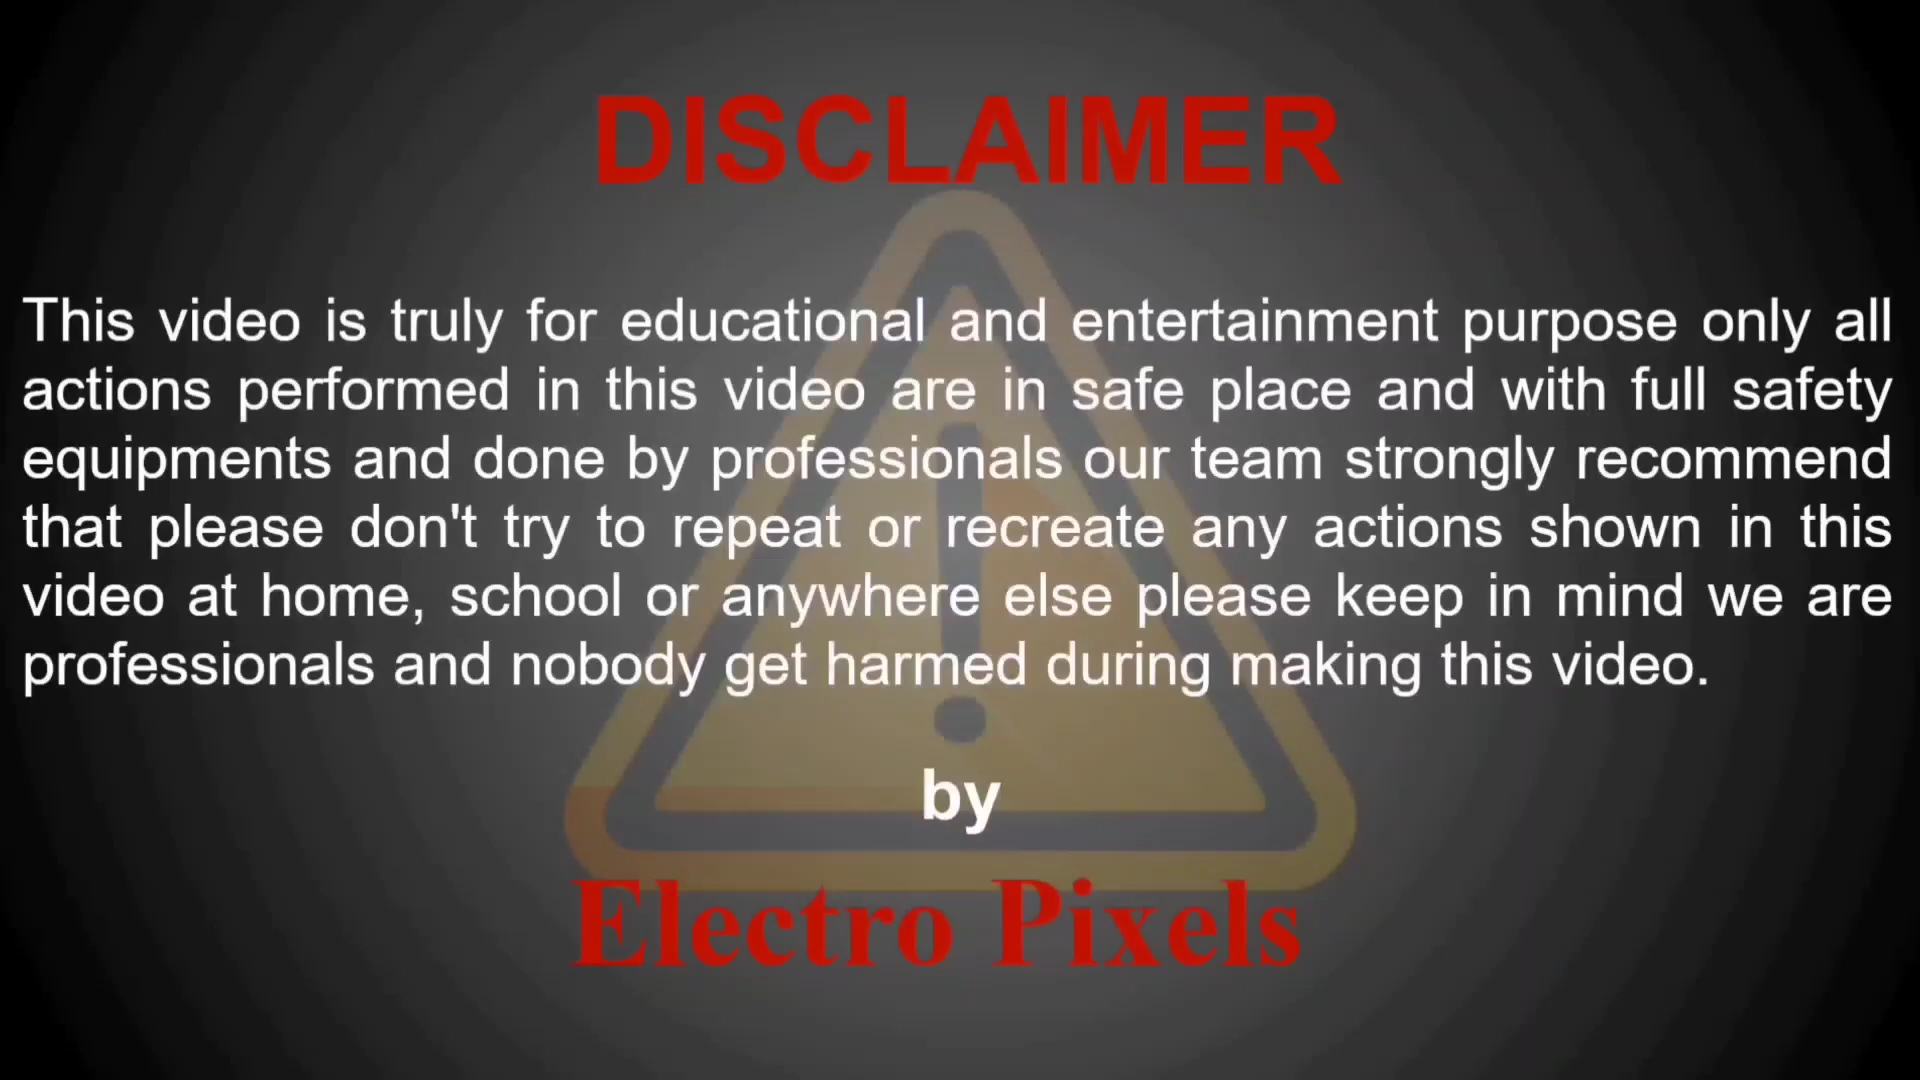 DISCLAIMER
This video is truly for educational and entertainment purpose only all
actions performed in this video are in safe place and with full safety
equipments and done by professionals our team strongly recommend
that please don't try to repeat or recreate any actions shown in this
video at home, school or anywhere else please keep in mind we are
professionals and nobody get harmed during making this video.
by
Electro Pixels